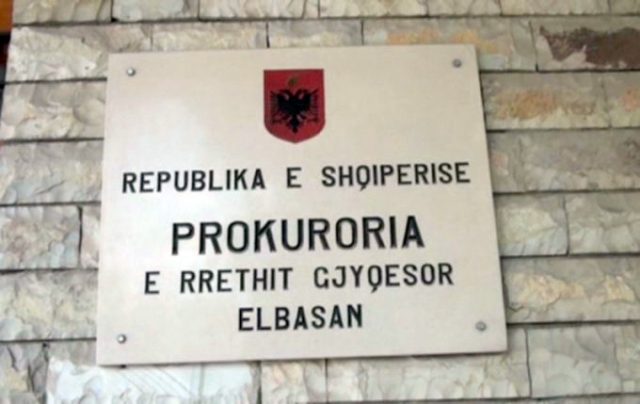 REPUBLIKA E SHQIPERISE
PROKURORIA
E RRETHIT GJYQESOR
ELBASAN